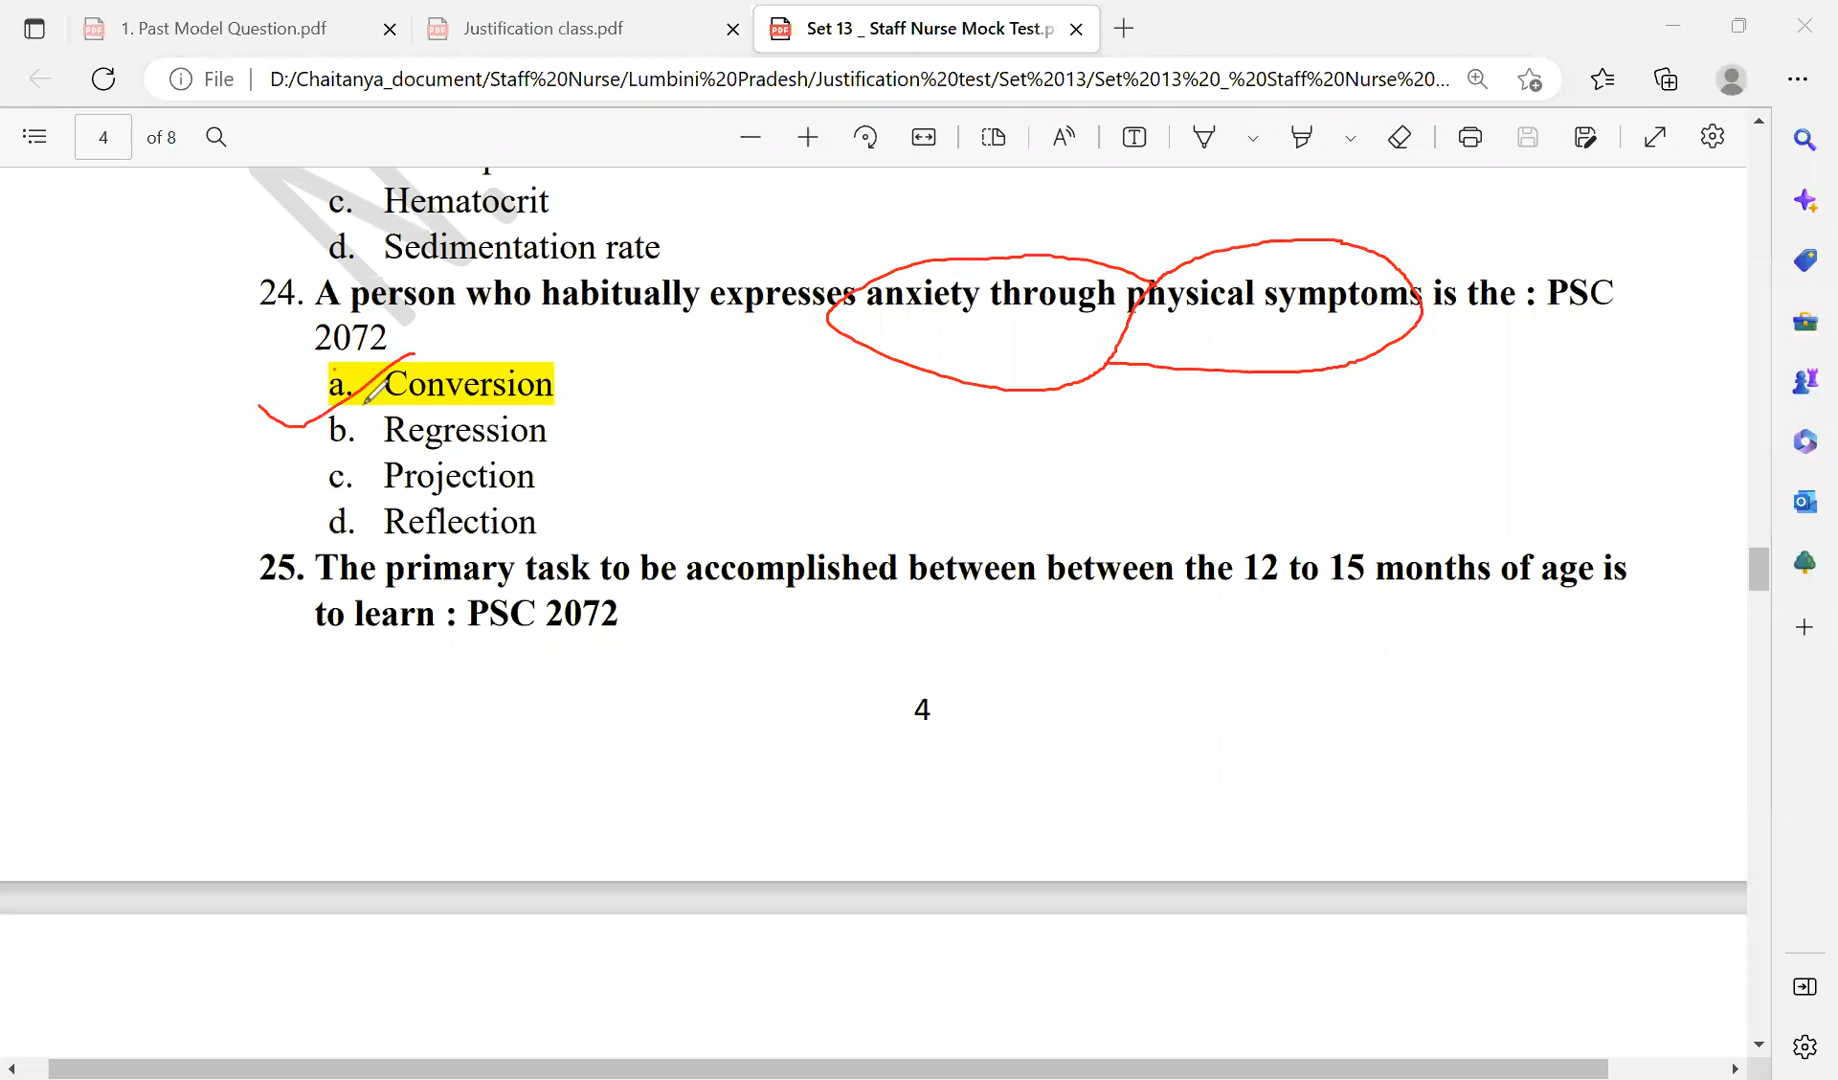 1. Past Model Question.pdf
Justification class.pdf
Set 13 _ Staff Nurse Mock Test.p
File
D:/Chaitanya_document/Staff%20Nurse/Lumbini%20Pradesh/Justification%20test/Set%2013/Set%2013%20_%20Staff%20Nurse%20...
4 of 8
c. Hematocrit
d. Sedimentation rate
24. A person who habitually expresses anxiety through physical symptoms is the : PSC
2072
a. Conversion
b. Regression
c. Projection
d. Reflection
25. The primary task to be accomplished between between the 12 to 15 months of age is
to learn : PSC 2072
4